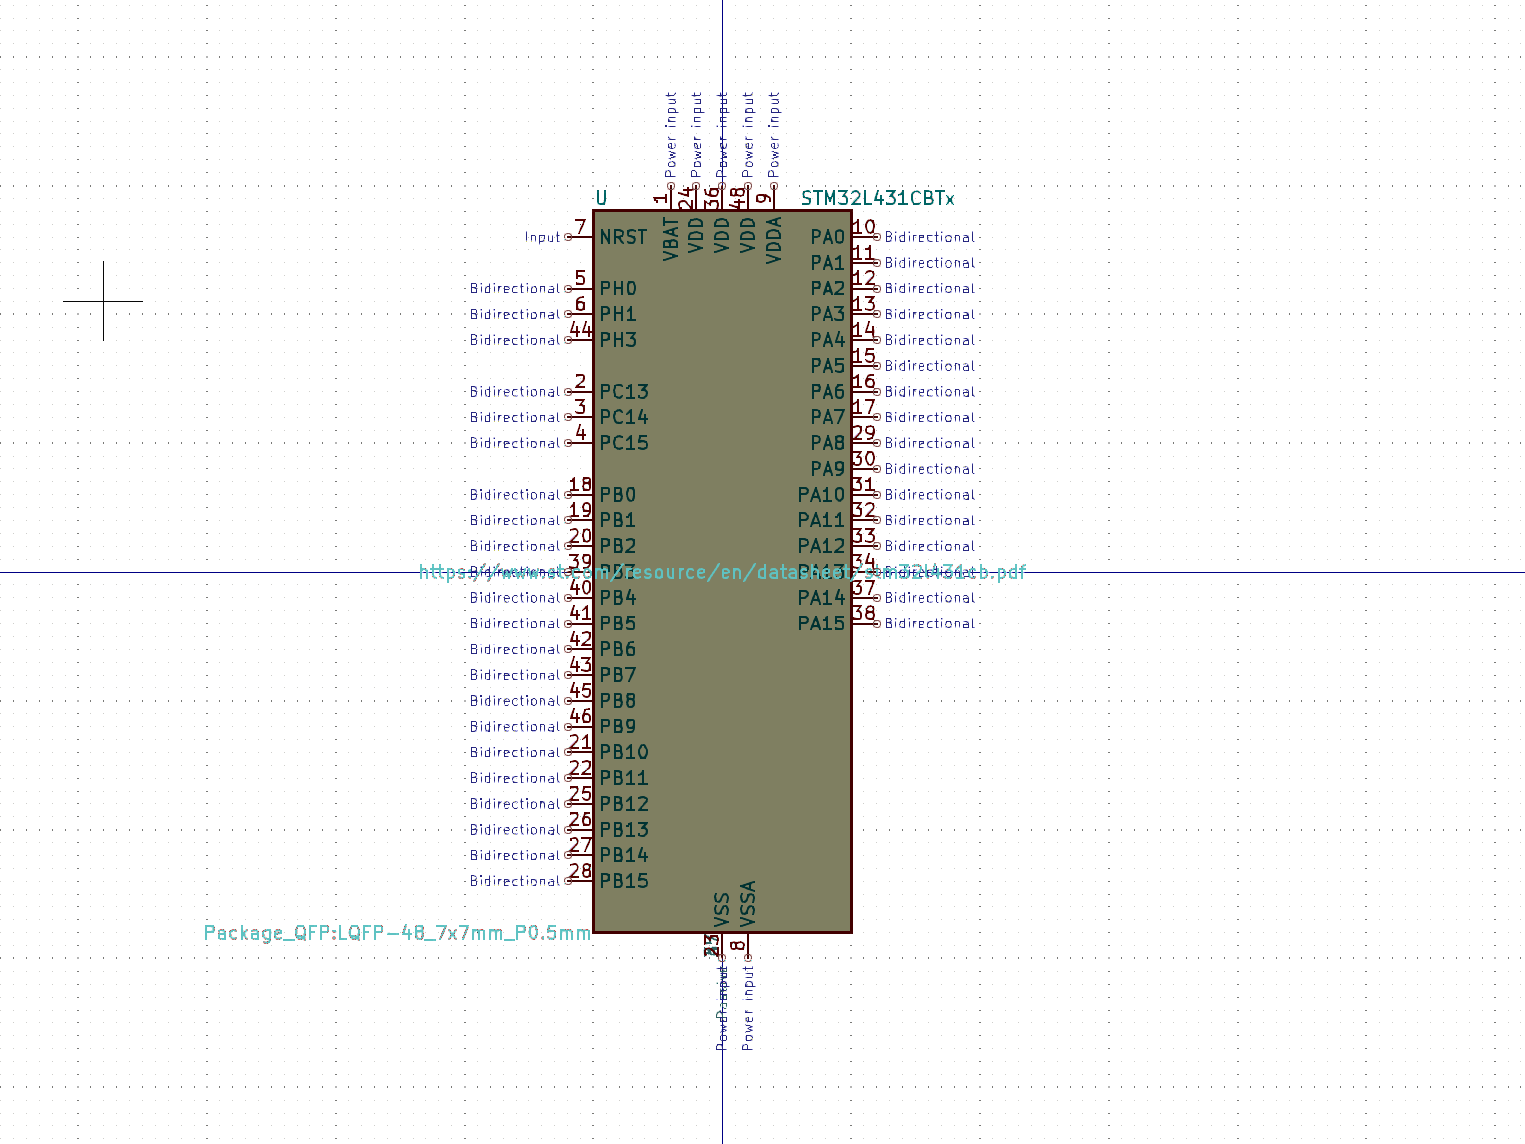 Power input
Power input
Power input
Power input
Power input
U
STM32L431CBTx
1
24
36
48
9
VBAT
VDD
VDD
VDD
VDDA
Input 7 NRST
PA0 10 Bidirectional
PA1 11 Bidirectional
Bidirectional 5 PH0
PA2 12 Bidirectional
Bidirectional 6 PH1
PA3 13 Bidirectional
Bidirectional 44 PH3
PA4 14 Bidirectional
PA5 15 Bidirectional
Bidirectional 2 PC13
PA6 16 Bidirectional
Bidirectional 3 PC14
PA7 17 Bidirectional
Bidirectional 4 PC15
PA8 29 Bidirectional
PA9 30 Bidirectional
Bidirectional 18 PB0
PA10 31 Bidirectional
Bidirectional 19 PB1
PA11 32 Bidirectional
Bidirectional 20 PB2
PA12 33 Bidirectional
Bidirectional 39 PB3
https://www.st.com/resource/en/datasheet/stm32l431cb.pdf
PA13 34 Bidirectional
Bidirectional 40 PB4
PA14 37 Bidirectional
Bidirectional 41 PB5
PA15 38 Bidirectional
Bidirectional 42 PB6
Bidirectional 43 PB7
Bidirectional 45 PB8
Bidirectional 46 PB9
Bidirectional 21 PB10
Bidirectional 22 PB11
Bidirectional 25 PB12
Bidirectional 26 PB13
Bidirectional 27 PB14
Bidirectional 28 PB15
VSS
VSSA
Package_QFP:LQFP-48_7x7mm_P0.5mm
8
Power input
Power input